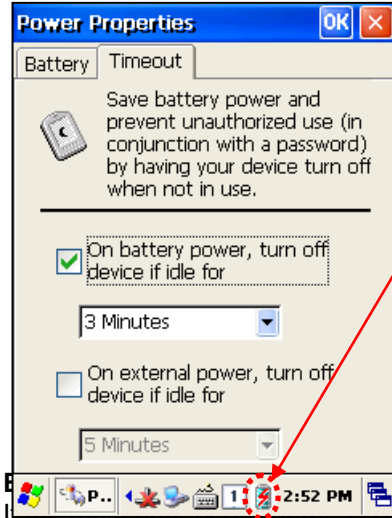 Power Properties OK
Battery Timeout
Save battery power and
prevent unauthorized use (in
conjunction with a password)
by having your device turn off
when not in use.
On battery power, turn off
device if idle for
3 Minutes
On external power, turn off
device if idle for
5 Minutes
P.. 1 2:52 PM